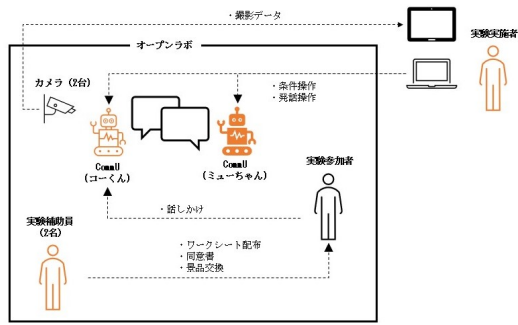 ・撮影データ
実験実施者
オープンラボ
カメラ（2台）
・条件操作
・発話操作
CommU
（コーくん）
CommU
（ミューちゃん）
実験参加者
・話しかけ
実験補助員
（2名）
・ワークシート配布
・同意書
・景品交換